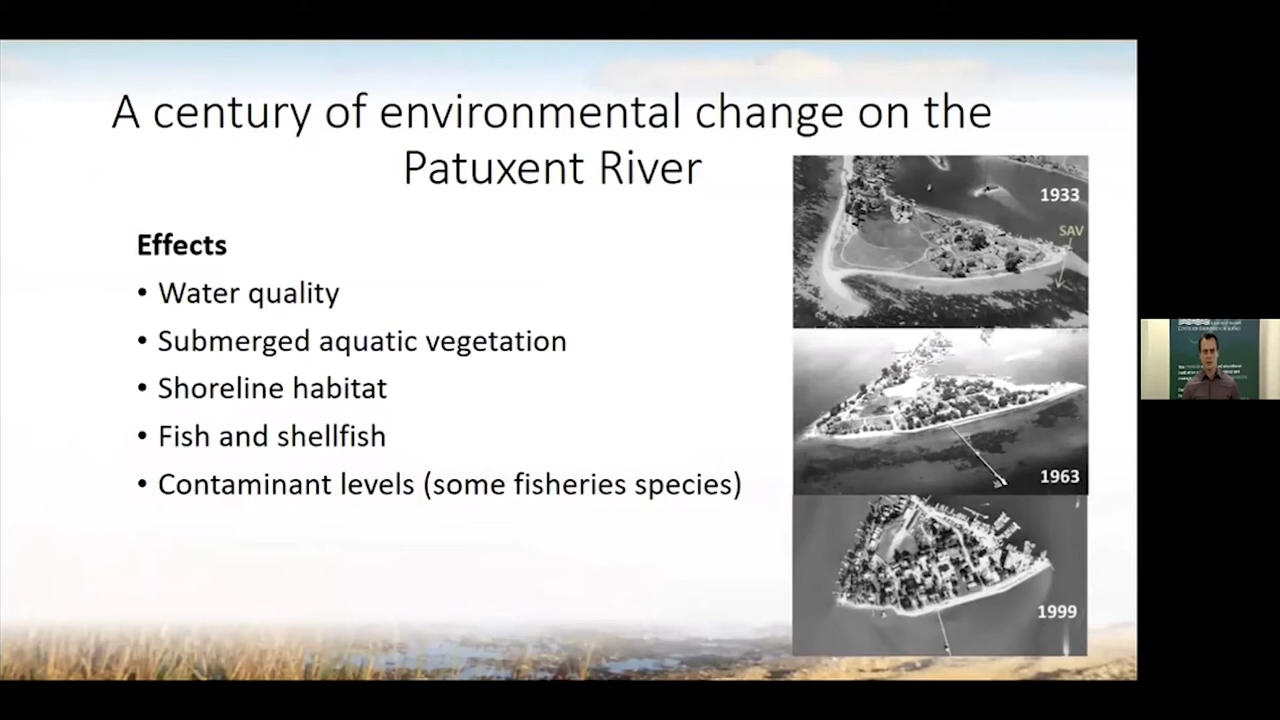 A century of environmental change on the
Patuxent River
Effects
• Water quality
• Submerged aquatic vegetation
• Shoreline habitat
• Fish and shellfish
• Contaminant levels (some fisheries species)
1933
SAV
1963
1999